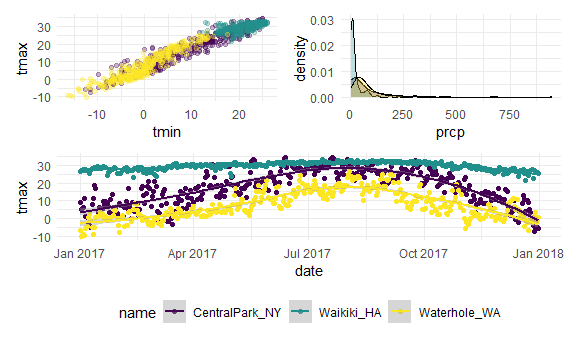 tmax
30
20
10
0
-10
-10
0
10
20
tmin
density
0.03
0.02
0.01
0.00
0
250
500
750
prcp
tmax
30
20
10
0
-10
Jan 2017
Apr 2017
Jul 2017
Oct 2017
Jan 2018
date
name
CentralPark_NY
Waikiki_HA
Waterhole_WA